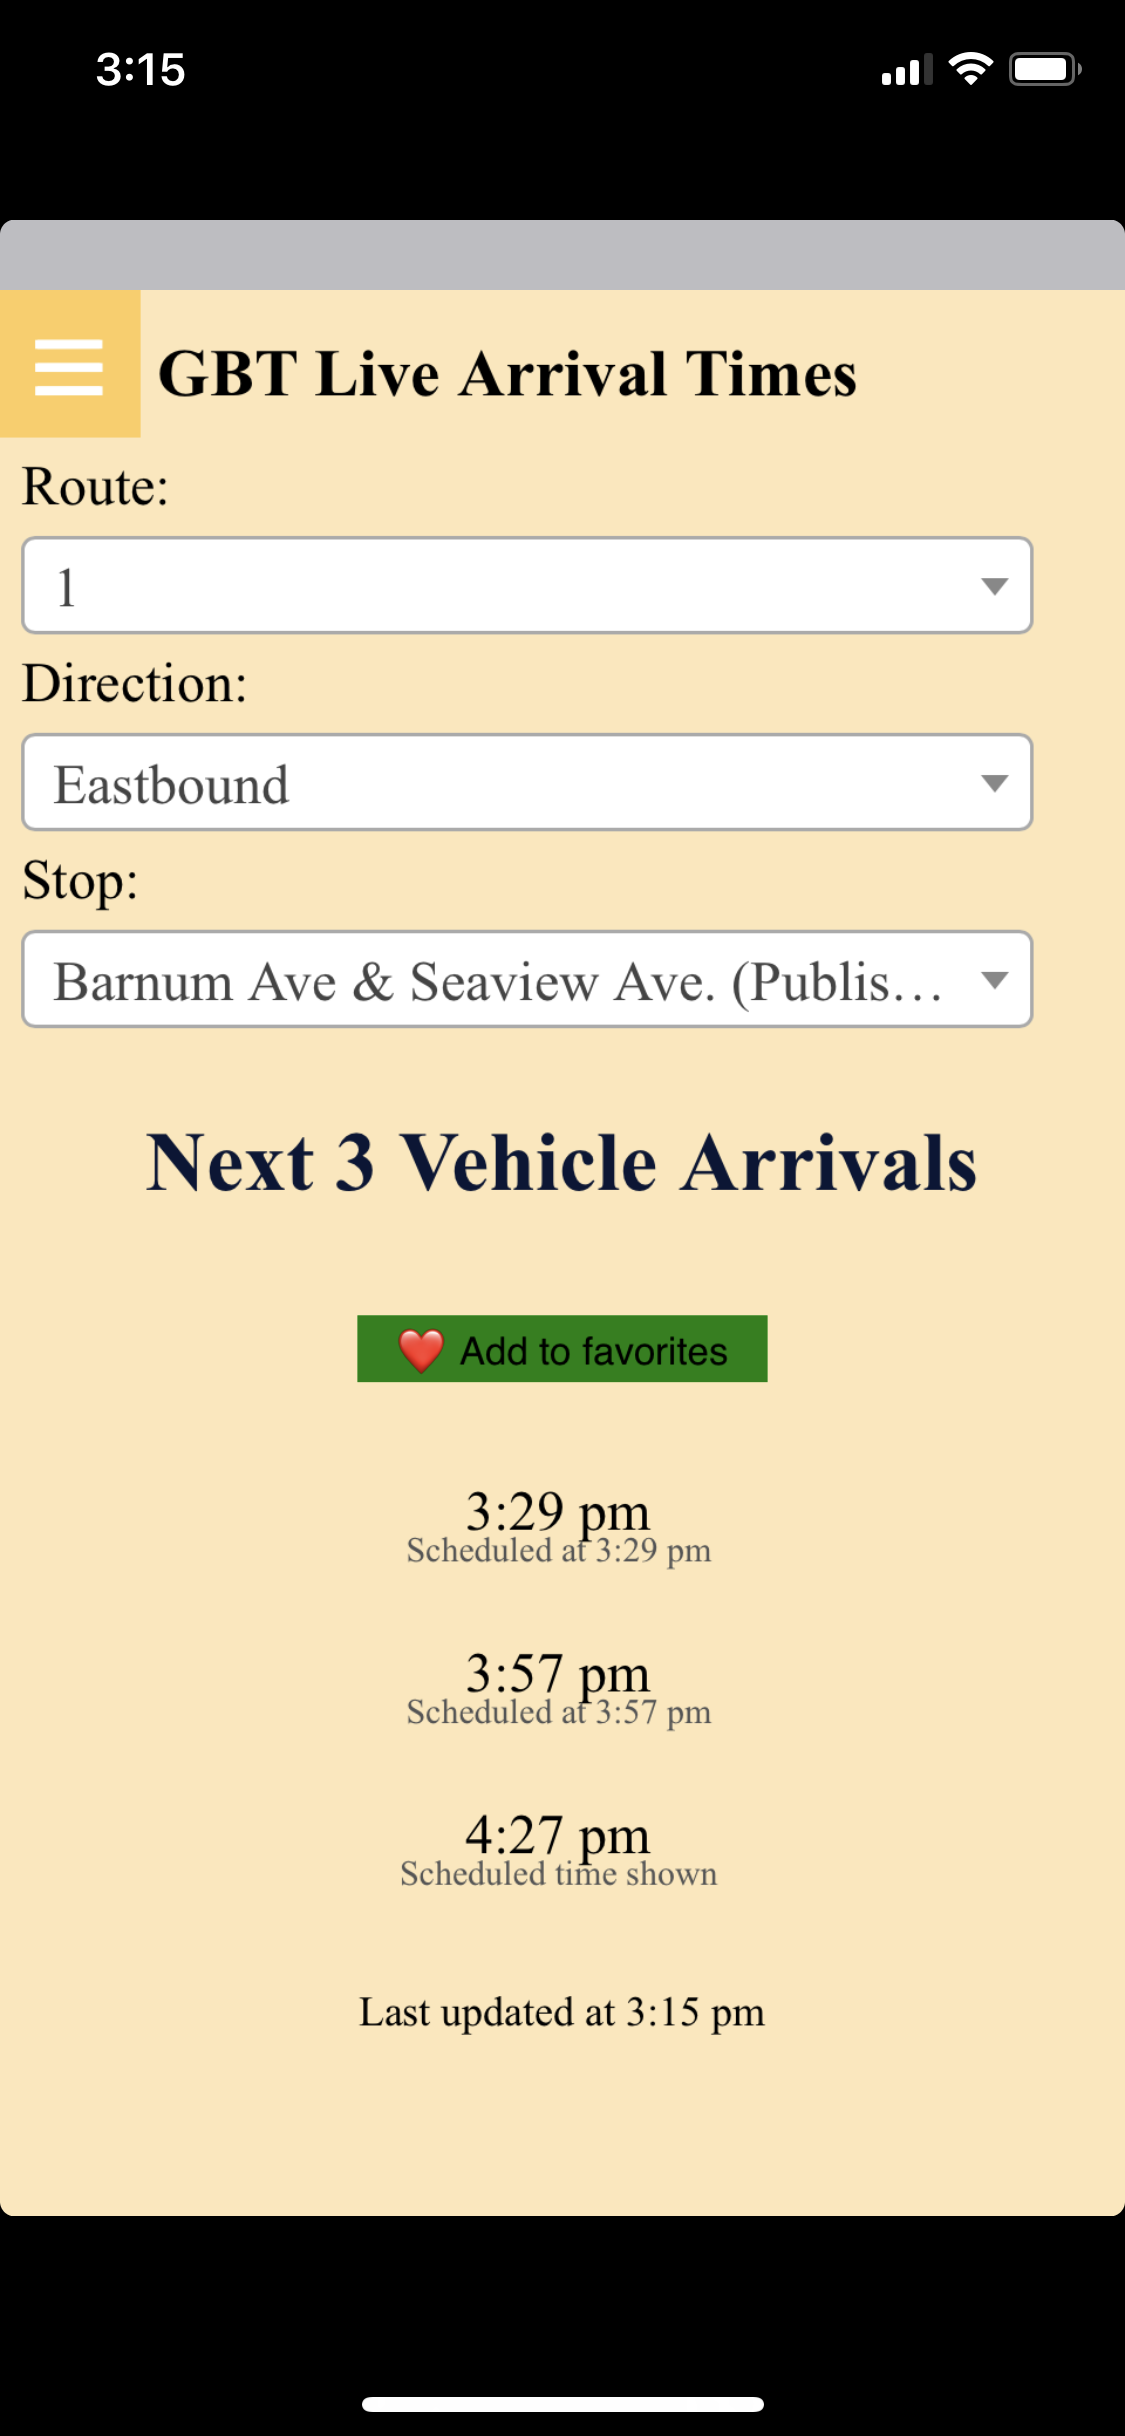 3:15
GBT Live Arrival Times
Route:
1
Direction:
Eastbound
Stop:
Barnum Ave & Seaview Ave. (Publis...
Next 3 Vehicle Arrivals
❤️ Add to favorites
3:29 pm
Scheduled at 3:29 pm
3:57 pm
Scheduled at 3:57 pm
4:27 pm
Scheduled time shown
Last updated at 3:15 pm